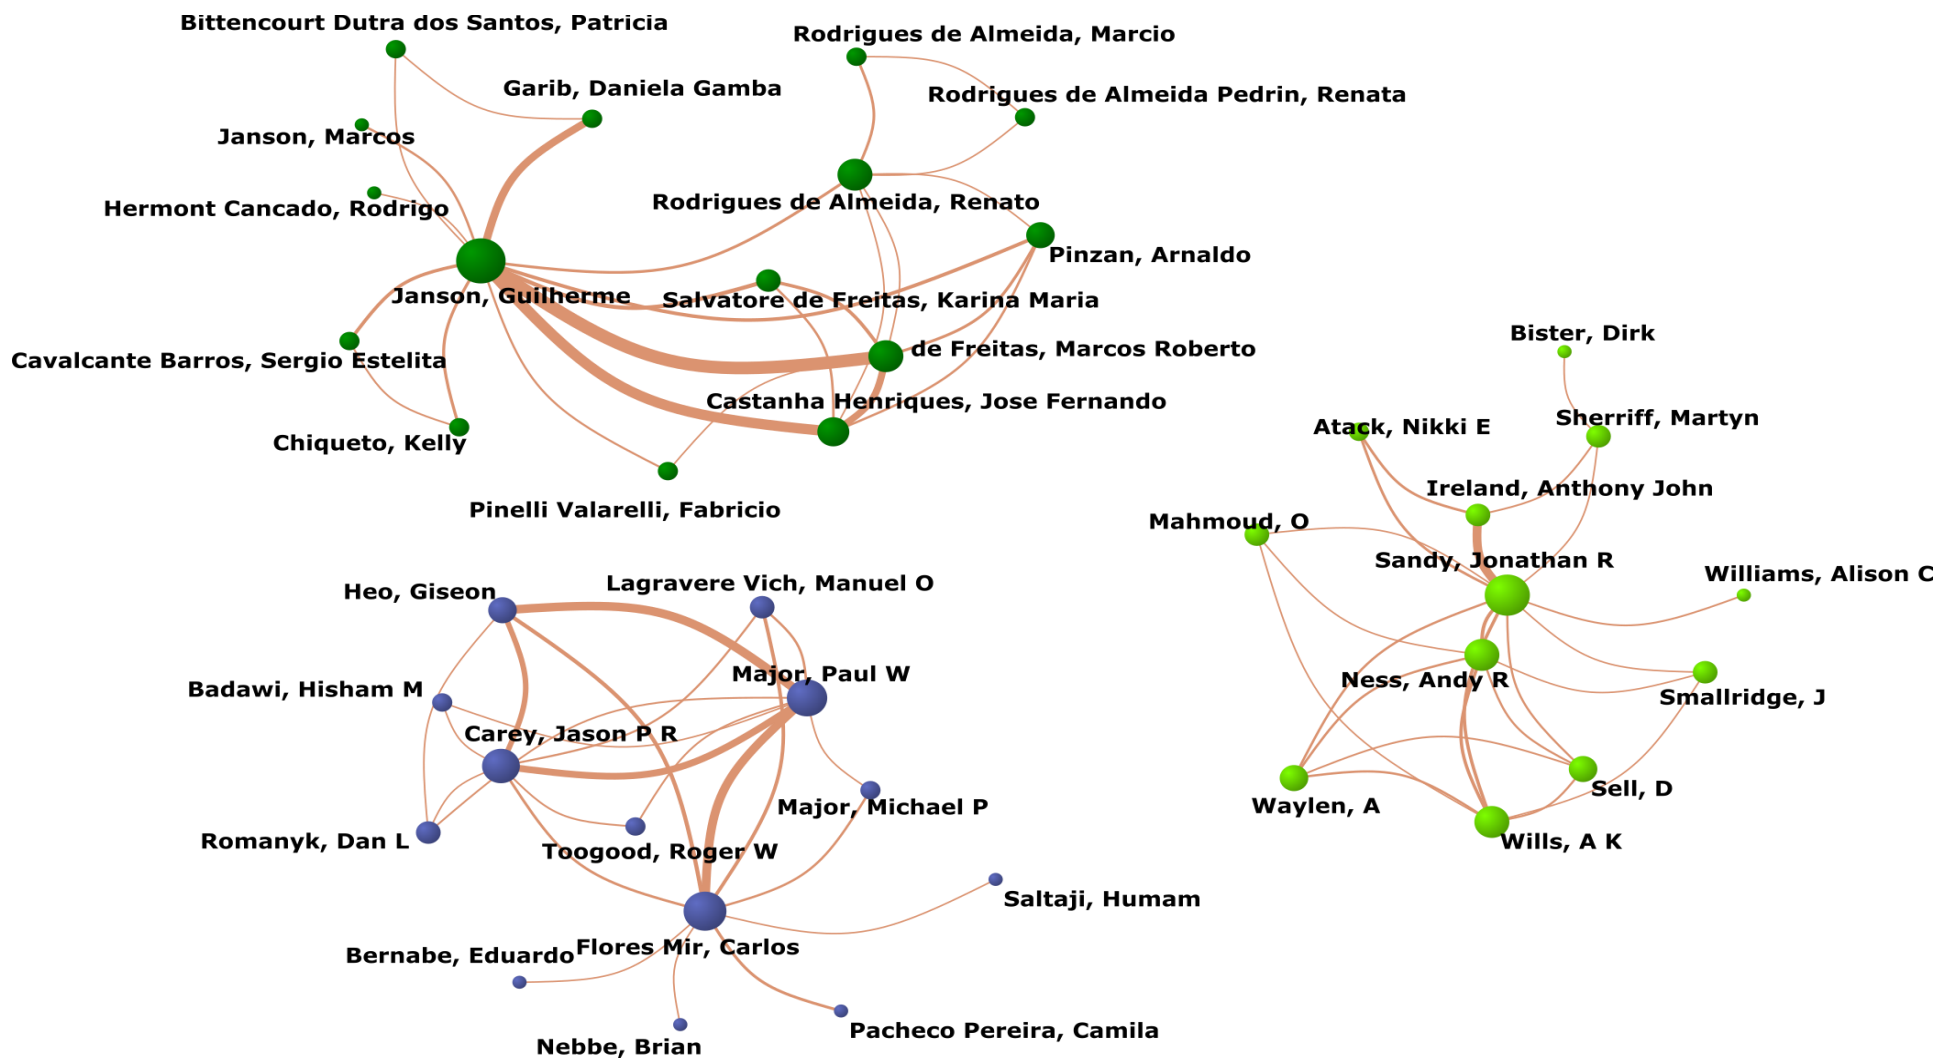 Bittencourt Dutra dos Santos, Patricia
Rodrigues de Almeida, Marcio
Garib, Daniela Gamba
Rodrigues de Almeida Pedrin, Renata
Janson, Marcos
Hermont Cancado, Rodrigo
Rodrigues de Almeida, Renato
Pinzan, Arnaldo
Janson, Guilherme
Salvatore de Freitas, Karina Maria
Cavalcante Barros, Sergio Estelita
de Freitas, Marcos Roberto
Castanha Henriques, Jose Fernando
Chiqueto, Kelly
Pinelli Valarelli, Fabricio
Bister, Dirk
Atack, Nikki E
Sherriff, Martyn
Ireland, Anthony John
Mahmoud, O
Sandy, Jonathan R
Williams, Alison C
Ness, Andy R
Smallridge, J
Waylen, A
Sell, D
Wills, A K
Heo, Giseon
Lagravere Vich, Manuel O
Major, Paul W
Badawi, Hisham M
Carey, Jason P R
Major, Michael P
Romanyk, Dan L
Toogood, Roger W
Saltaji, Humam
Flores Mir, Carlos
Bernabe, Eduardo
Pacheco Pereira, Camila
Nebbe, Brian